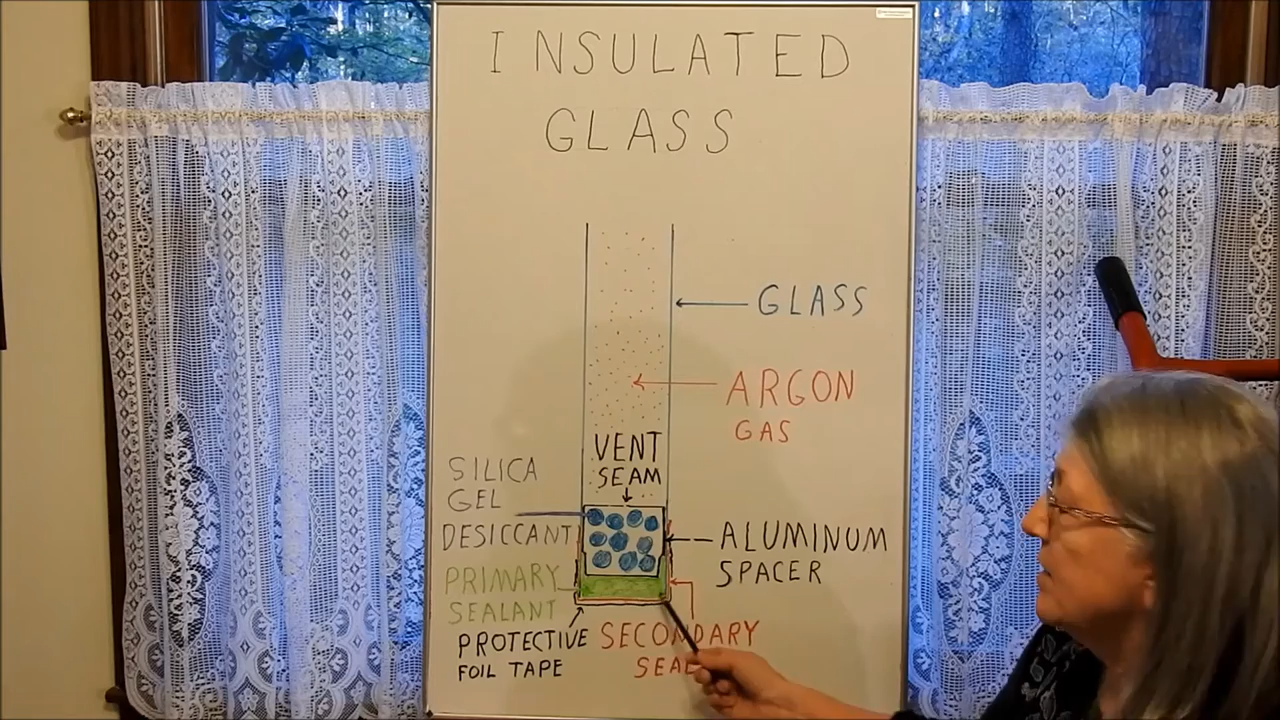 INSULATED
GLASS
GLASS
ARGON
GAS
VENT
SEAM
SILICA
GEL
DESICCANT
ALUMINUM
SPACER
PRIMARY
SEALANT
PROTECTIVE
FOIL TAPE
SECONDARY